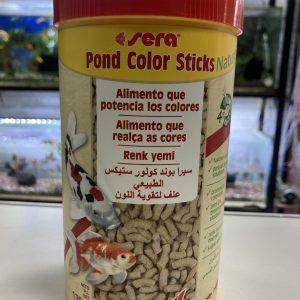 sera
Pond Color Sticks Nature
Alimento que
potencia los colores
Alimento que
realça as cores
Renk yemi
سيرا بوند كولور ستيكس
الطبيعي
علف لتقوية اللون